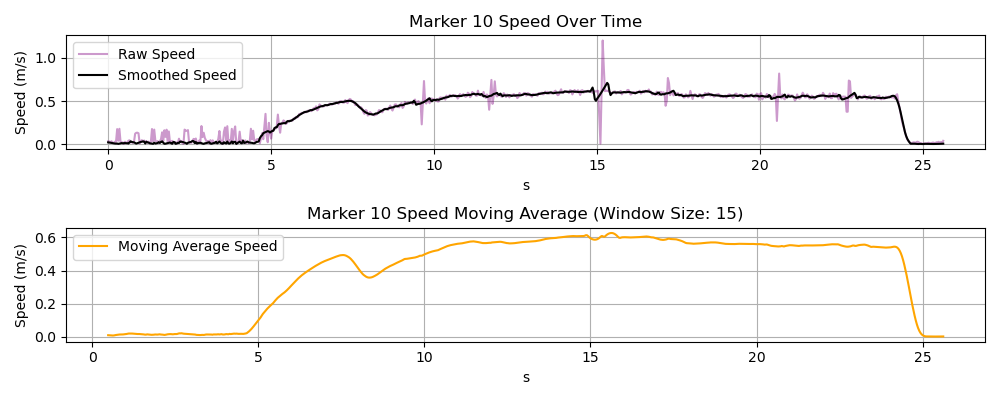 Marker 10 Speed Over Time
Speed (m/s)
1.0
0.5
0.0
Raw Speed
Smoothed Speed
0 5 10 15 20 25
s
Marker 10 Speed Moving Average (Window Size: 15)
Speed (m/s)
0.6
0.4
0.2
0.0
Moving Average Speed
0 5 10 15 20 25
s